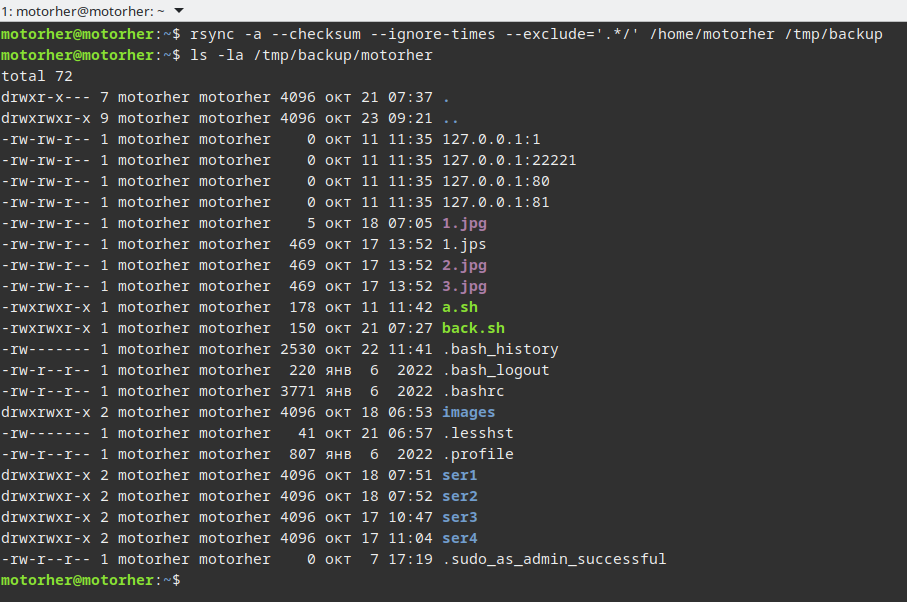 1: motorher@motorher: ~
motorher@motorher:~$ rsync -a --checksum --ignore-times --exclude='.*/' /home/motorher /tmp/backup
motorher@motorher:~$ ls -la /tmp/backup/motorher
total 72
drwxr-x--- 7 motorher motorher 4096 окт 21 07:37 .
drwxrwxr-x 9 motorher motorher 4096 окт 23 09:21 ..
-rw-rw-r-- 1 motorher motorher    0 окт 11 11:35 127.0.0.1:1
-rw-rw-r-- 1 motorher motorher    0 окт 11 11:35 127.0.0.1:22221
-rw-rw-r-- 1 motorher motorher    0 окт 11 11:35 127.0.0.1:80
-rw-rw-r-- 1 motorher motorher    0 окт 11 11:35 127.0.0.1:81
-rw-rw-r-- 1 motorher motorher    5 окт 18 07:05 1.jpg
-rw-rw-r-- 1 motorher motorher  469 окт 17 13:52 1.jps
-rw-rw-r-- 1 motorher motorher  469 окт 17 13:52 2.jpg
-rw-rw-r-- 1 motorher motorher  469 окт 17 13:52 3.jpg
-rwxrwxr-x 1 motorher motorher  178 окт 11 11:42 a.sh
-rwxrwxr-x 1 motorher motorher  150 окт 21 07:27 back.sh
-rw------- 1 motorher motorher 2530 окт 22 11:41 .bash_history
-rw-r--r-- 1 motorher motorher  220 янв  6  2022 .bash_logout
-rw-r--r-- 1 motorher motorher 3771 янв  6  2022 .bashrc
drwxrwxr-x 2 motorher motorher 4096 окт 18 06:53 images
-rw------- 1 motorher motorher   41 окт 21 06:57 .lesshst
-rw-r--r-- 1 motorher motorher  807 янв  6  2022 .profile
drwxrwxr-x 2 motorher motorher 4096 окт 18 07:51 ser1
drwxrwxr-x 2 motorher motorher 4096 окт 18 07:52 ser2
drwxrwxr-x 2 motorher motorher 4096 окт 17 10:47 ser3
drwxrwxr-x 2 motorher motorher 4096 окт 17 11:04 ser4
-rw-r--r-- 1 motorher motorher    0 окт  7 17:19 .sudo_as_admin_successful
motorher@motorher:~$